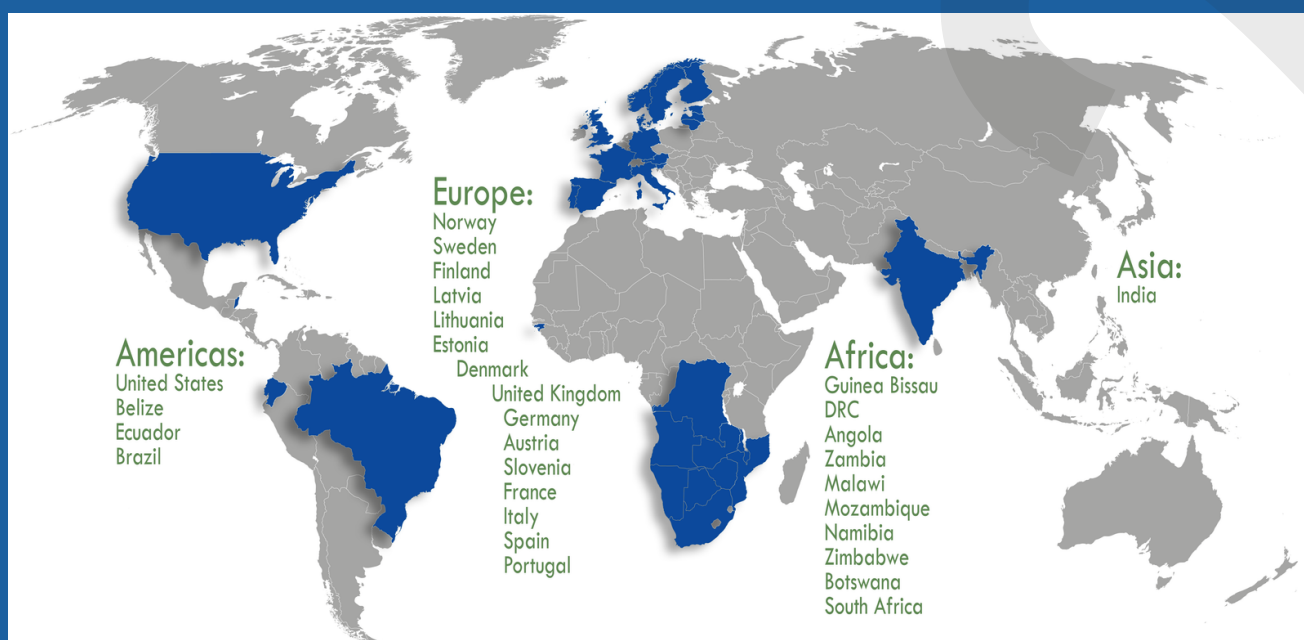 Americas:
United States
Belize
Ecuador
Brazil
Europe:
Norway
Sweden
Finland
Latvia
Lithuania
Estonia
Denmark
United Kingdom
Germany
Austria
Slovenia
France
Italy
Spain
Portugal
Africa:
Guinea Bissau
DRC
Angola
Zambia
Malawi
Mozambique
Namibia
Zimbabwe
Botswana
South Africa
Asia:
India